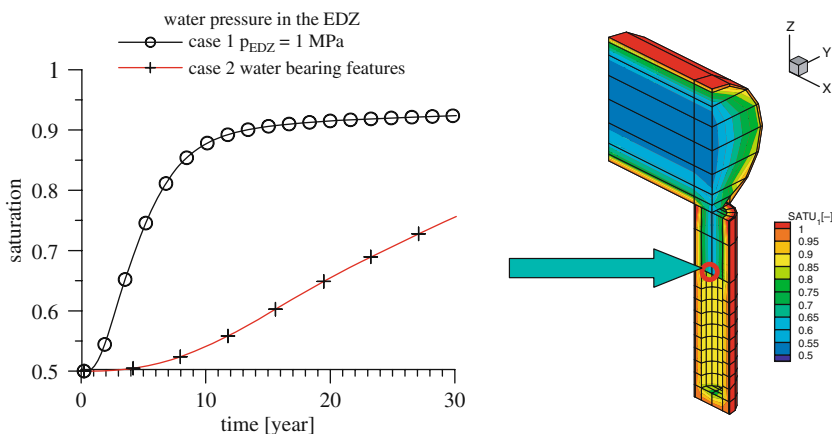 water pressure in the EDZ
case 1 pEDZ = 1 MPa
case 2 water bearing features
1
0.9
0.8
0.7
0.6
0.5
saturation
0
10
20
30
time [year]
Z
Y
X
SATU_1[--]
1
0.95
0.9
0.85
0.8
0.75
0.7
0.65
0.6
0.55
0.5